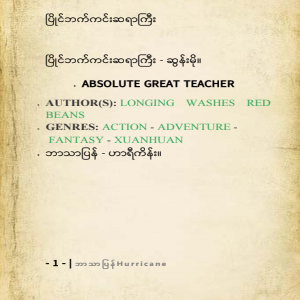 ပြိုင်ဘက်ကင်းဆရာကြီး
ပြိုင်ဘက်ကင်းဆရာကြီး - ဆွန်းမို။
• ABSOLUTE GREAT TEACHER
• AUTHOR(S): LONGING WASHES RED
BEANS
• GENRES: ACTION - ADVENTURE -
FANTASY - XUANHUAN
• ဘာသာပြန် - ဟာရီကိန်း။
- 1 - | ဘာသာပြန် Hurricane